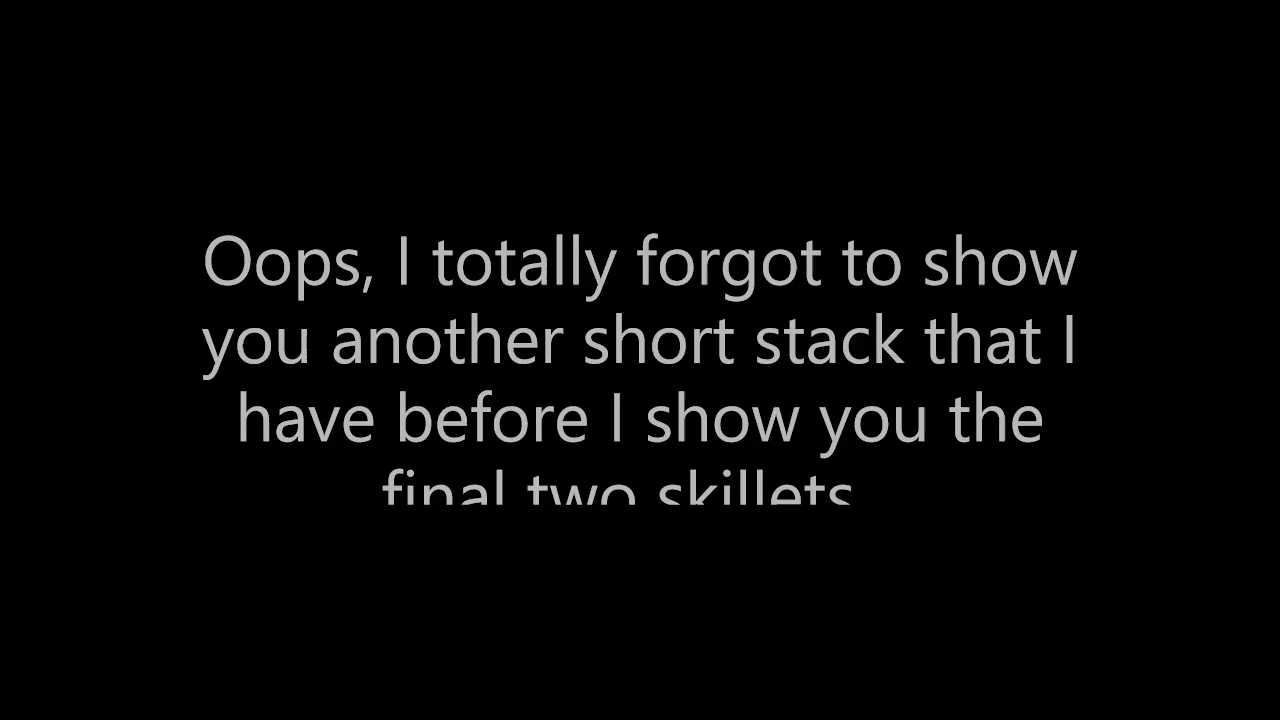 Oops, I totally forgot to show
you another short stack that I
have before I show you the
final two skillets